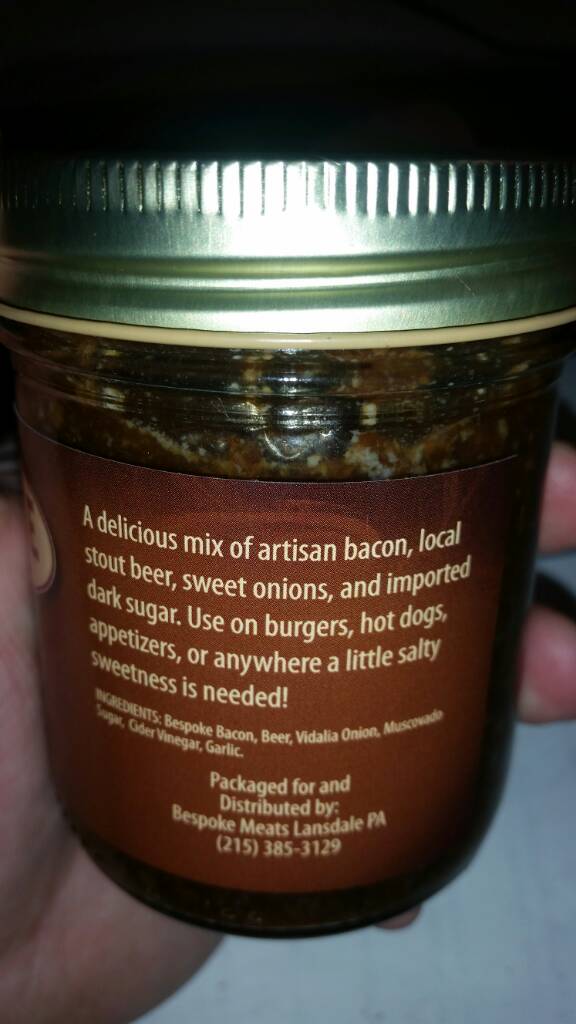 A delicious mix of artisan bacon, local
stout beer, sweet onions, and imported
dark sugar. Use on burgers, hot dogs,
appetizers, or anywhere a little salty
sweetness is needed!
INGREDIENTS: Bespoke Bacon, Beer, Vidalia Onion, Muscovado
Sugar, Cider Vinegar, Garlic.
Packaged for and
Distributed by:
Bespoke Meats Lansdale PA
(215) 385-3129